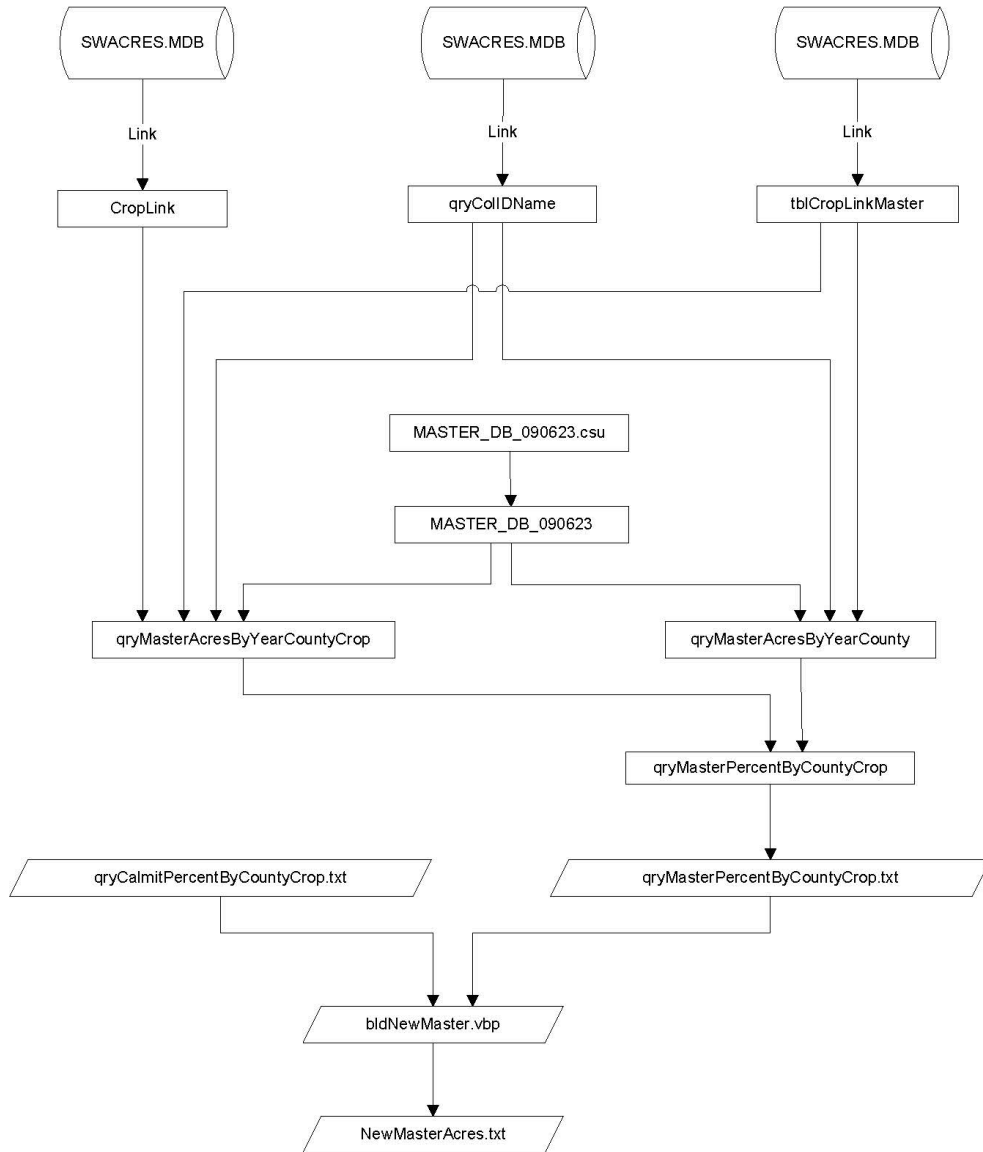 SWACRES.MDB
SWACRES.MDB
SWACRES.MDB
Link
Link
Link
CropLink
qryColIDName
tblCropLinkMaster
MASTER_DB_090623.csu
MASTER_DB_090623
qryMasterAcresByYearCountyCrop
qryMasterAcresByYearCounty
qryMasterPercentByCountyCrop
qryCalmitPercentByCountyCrop.txt
qryMasterPercentByCountyCrop.txt
bldNewMaster.vbp
NewMasterAcres.txt